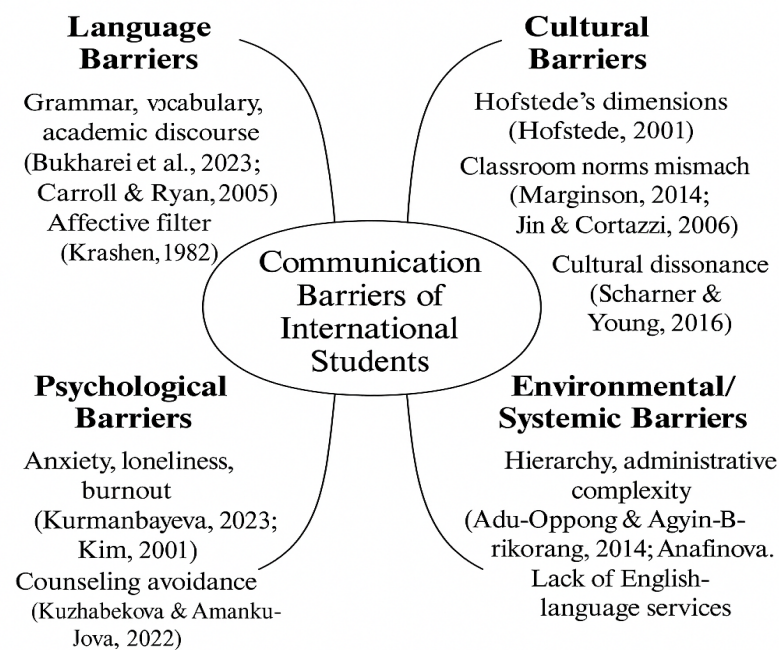 Language
Barriers
Grammar, vocabulary,
academic discourse
(Bukharei et al., 2023;
Carroll & Ryan, 2005)
Affective filter
(Krashen, 1982)
Cultural
Barriers
Hofstede's dimensions
(Hofstede, 2001)
Classroom norms mismach
(Marginson, 2014;
Jin & Cortazzi, 2006)
Cultural dissonance
(Scharner &
Young, 2016)
Communication
Barriers of
International
Students
Psychological
Barriers
Anxiety, loneliness,
burnout
(Kurmanbayeva, 2023;
Kim, 2001)
Counseling avoidance
(Kuzhabekova & Amanku-
Jova, 2022)
Environmental/
Systemic Barriers
Hierarchy, administrative
complexity
(Adu-Oppong & Agyin-B-
rikorang, 2014; Anafinova.
Lack of English-
language services